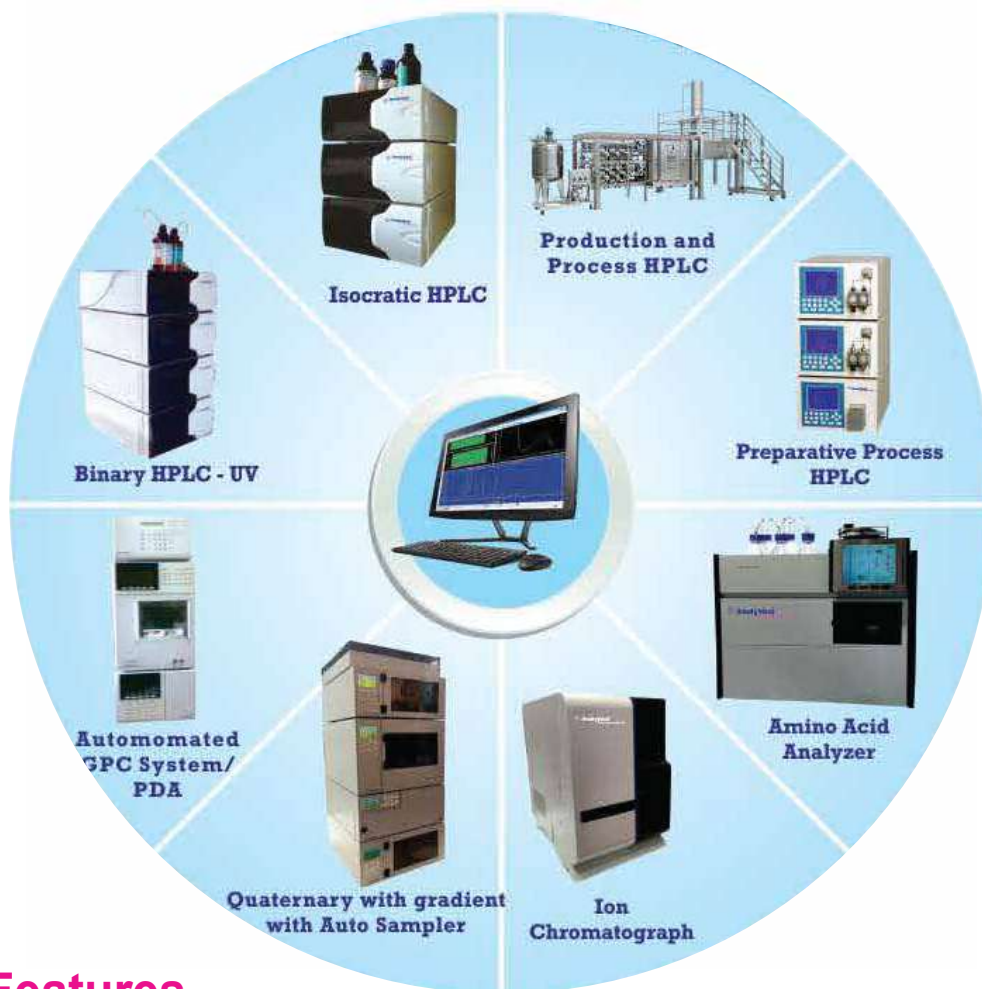 Isocratic HPLC
Production and
Process HPLC
Binary HPLC - UV
Preparative Process
HPLC
Automomated
GPC System/
PDA
Amino Acid
Analyzer
Quaternary with gradient
with Auto Sampler
Ion
Chromatograph
Features